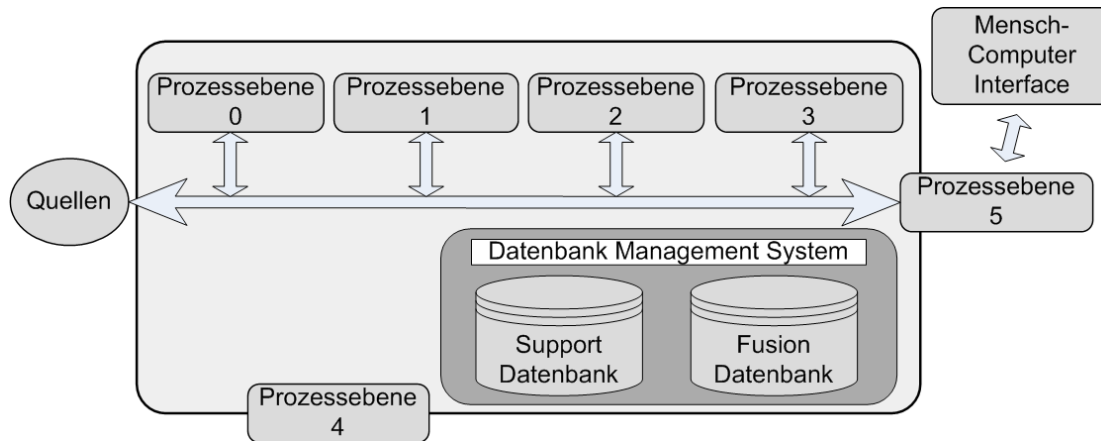 Prozessebene
0
Prozessebene
1
Prozessebene
2
Prozessebene
3
Mensch-
Computer
Interface
Quellen
Prozessebene
5
Datenbank Management System
Support
Datenbank
Fusion
Datenbank
Prozessebene
4